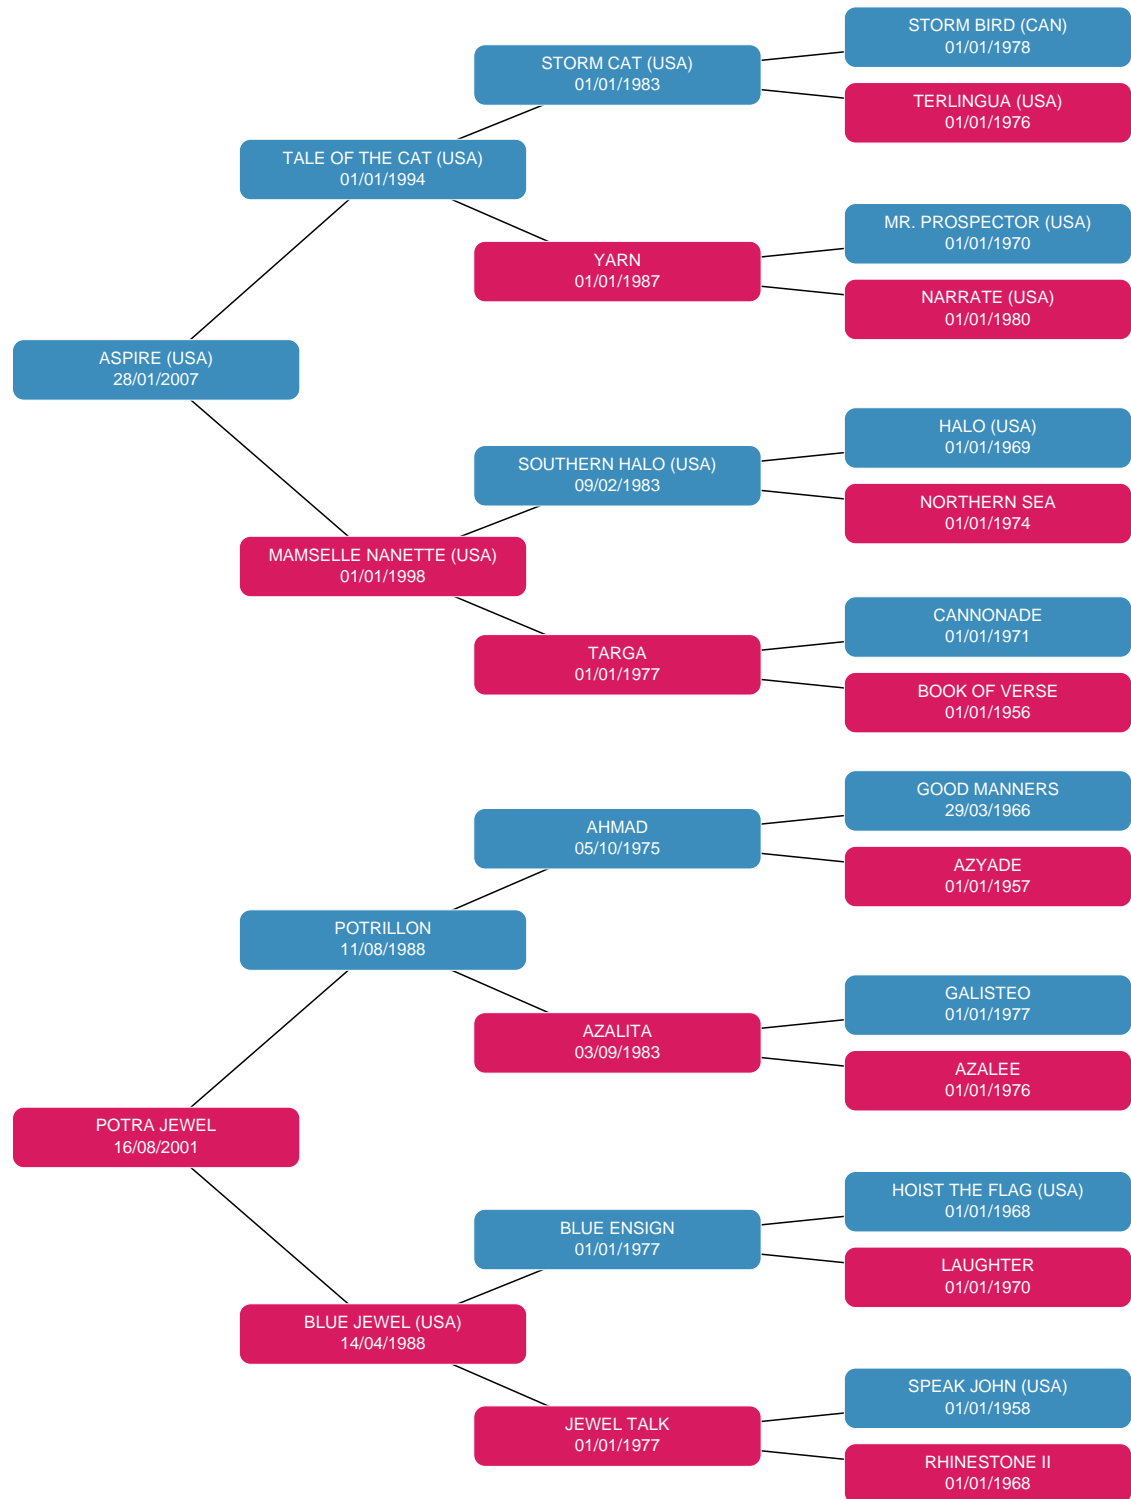 STORM BIRD (CAN)
01/01/1978
STORM CAT (USA)
01/01/1983
TERLINGUA (USA)
01/01/1976
TALE OF THE CAT (USA)
01/01/1994
MR. PROSPECTOR (USA)
01/01/1970
YARN
01/01/1987
NARRATE (USA)
01/01/1980
ASPIRE (USA)
28/01/2007
HALO (USA)
01/01/1969
SOUTHERN HALO (USA)
09/02/1983
NORTHERN SEA
01/01/1974
MAMSELLE NANETTE (USA)
01/01/1998
CANNONADE
01/01/1971
TARGA
01/01/1977
BOOK OF VERSE
01/01/1956
GOOD MANNERS
29/03/1966
AHMAD
05/10/1975
AZYADE
01/01/1957
POTRILLON
11/08/1988
GALISTEO
01/01/1977
AZALITA
03/09/1983
AZALEE
01/01/1976
POTRA JEWEL
16/08/2001
HOIST THE FLAG (USA)
01/01/1968
BLUE ENSIGN
01/01/1977
LAUGHTER
01/01/1970
BLUE JEWEL (USA)
14/04/1988
SPEAK JOHN (USA)
01/01/1958
JEWEL TALK
01/01/1977
RHINESTONE II
01/01/1968